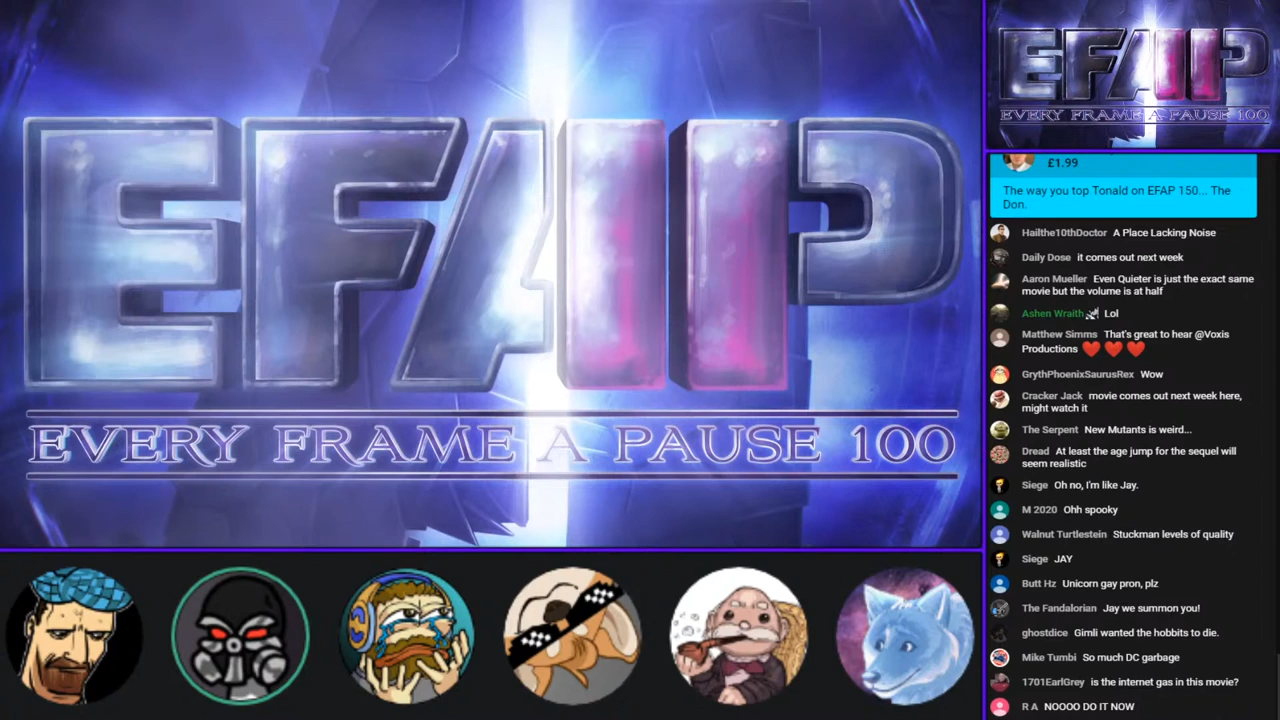 EFAIIP
EVERY FRAME A PAUSE 100
EFAIIP
EVERY FRAME A PAUSE 100
£1.99
The way you top Tonald on EFAP 150... The
Don.
Hailthe10thDoctor A Place Lacking Noise
Daily Dose it comes out next week
Aaron Mueller Even Quieter is just the exact same
movie but the volume is at half
Ashen Wraith Lol
Matthew Simms That's great to hear @Voxis
Productions
GrythPhoenixSaurusRex Wow
Cracker Jack movie comes out next week here,
might watch it
The Serpent New Mutants is weird...
Dread At least the age jump for the sequel will
seem realistic
Siege Oh no, I'm like Jay.
M 2020 Ohh spooky
Walnut Turtlestein Stuckman levels of quality
Siege JAY
Butt Hz Unicorn gay pron, plz
The Fandalorian Jay we summon you!
ghostdice Gimli wanted the hobbits to die.
Mike Tumbi So much DC garbage
1701EarlGrey is the internet gas in this movie?
R A NOOOO DO IT NOW